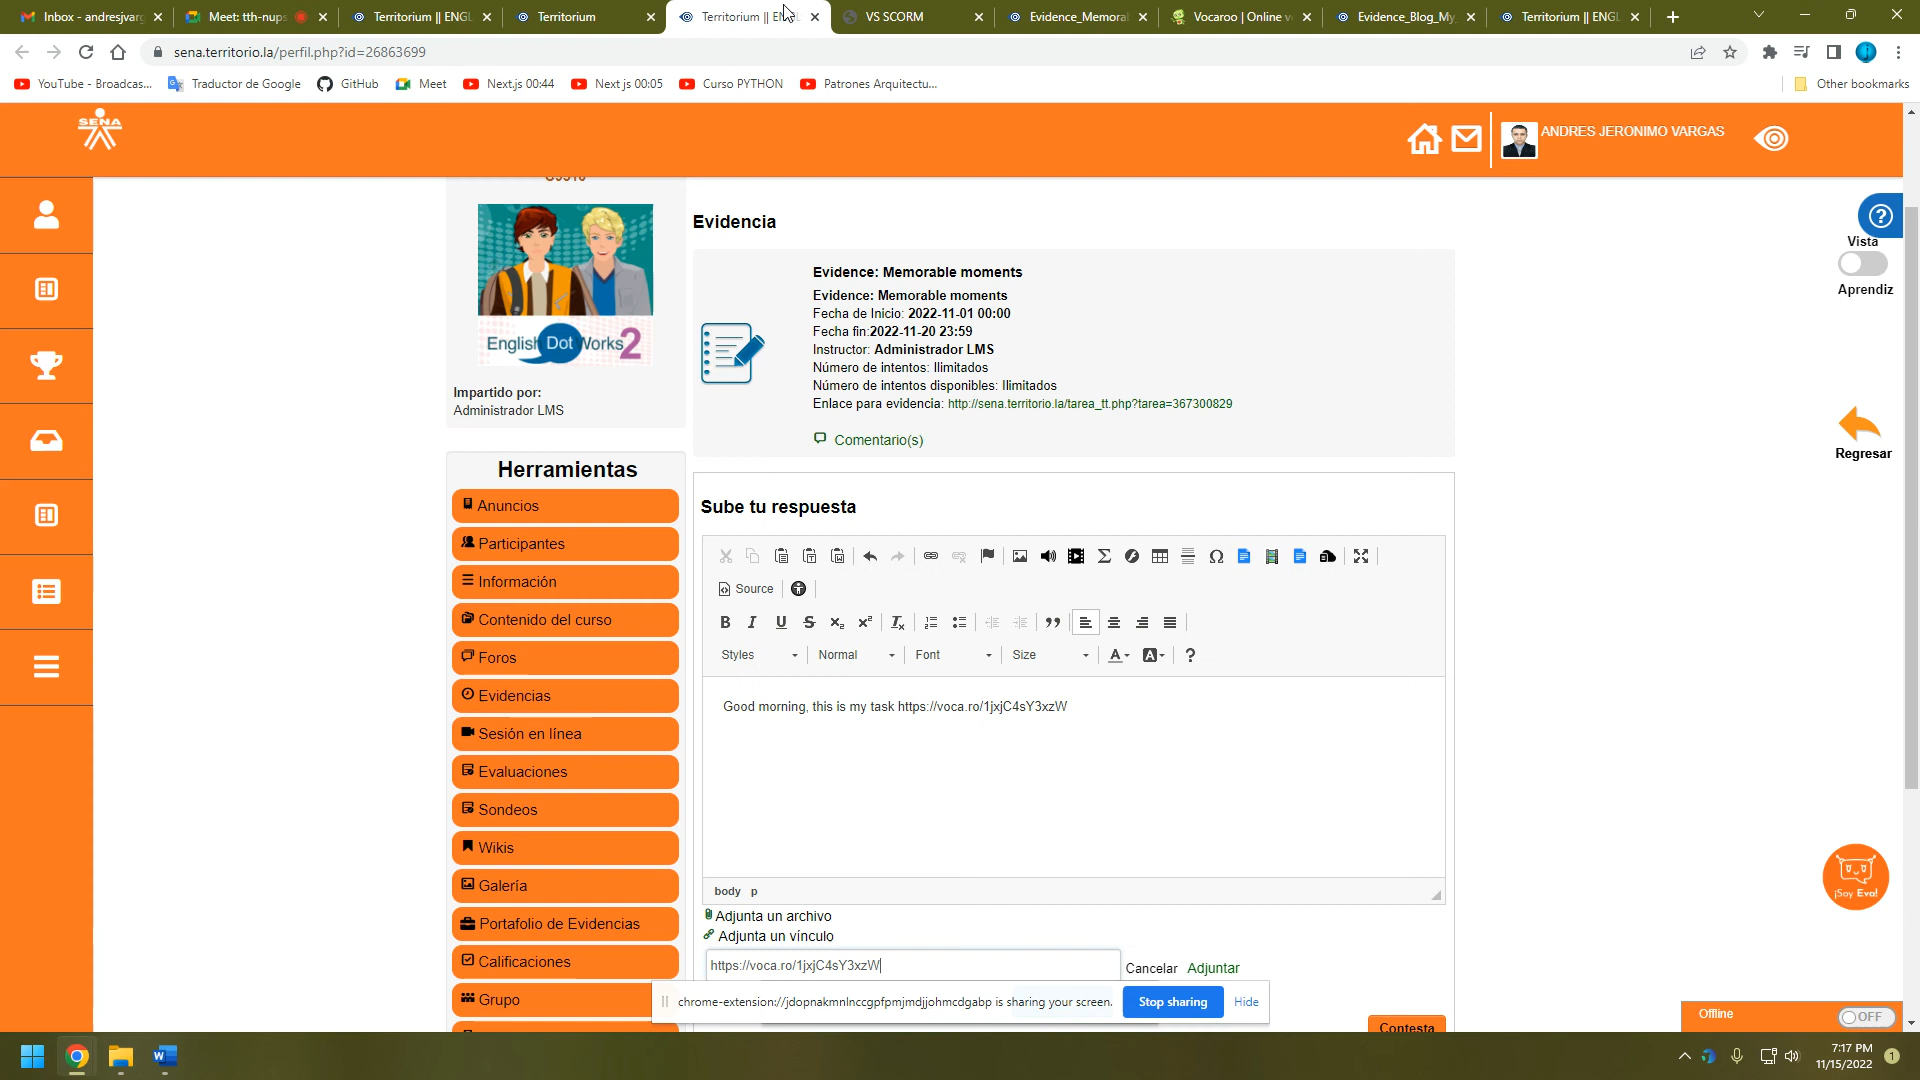 Inbox - andresjvarg
Meet: tth-nups
Territorium || ENGL
Territorium
Territorium || ENGL
VS SCORM
Evidence_Memora
Vocaroo | Online v
Evidence_Blog_My
Territorium || ENGL
sena.territorio.la/perfil.php?id=26863699
YouTube - Broadcas...
Traductor de Google
GitHub
Meet
Next.js 00:44
Next js 00:05
Curso PYTHON
Patrones Arquitectu...
Other bookmarks
SENA
ANDRES JERONIMO VARGAS
English Dot Works 2
Impartido por:
Administrador LMS
Herramientas
Anuncios
Participantes
Información
Contenido del curso
Foros
Evidencias
Sesión en línea
Evaluaciones
Sondeos
Wikis
Galería
Portafolio de Evidencias
Calificaciones
Grupo
Evidencia
Evidence: Memorable moments
Evidence: Memorable moments
Fecha de Inicio: 2022-11-01 00:00
Fecha fin:2022-11-20 23:59
Instructor: Administrador LMS
Número de intentos: Ilimitados
Número de intentos disponibles: Ilimitados
Enlace para evidencia: http://sena.territorio.la/tarea_tt.php?tarea=367300829
Comentario(s)
Sube tu respuesta
Source
Styles
Normal
Font
Size
Good morning, this is my task https://voca.ro/1jxjC4sY3xzW
body p
Adjunta un archivo
Adjunta un vínculo
https://voca.ro/1jxjC4sY3xzW
Cancelar Adjuntar
chrome-extension://jdopnakmnlnccgpfpmjmdjjohmcdgabp is sharing your screen.
Stop sharing
Hide
Contesta
Vista
Aprendiz
Regresar
¡Soy Eva!
Offline
OFF
7:17 PM
11/15/2022
1